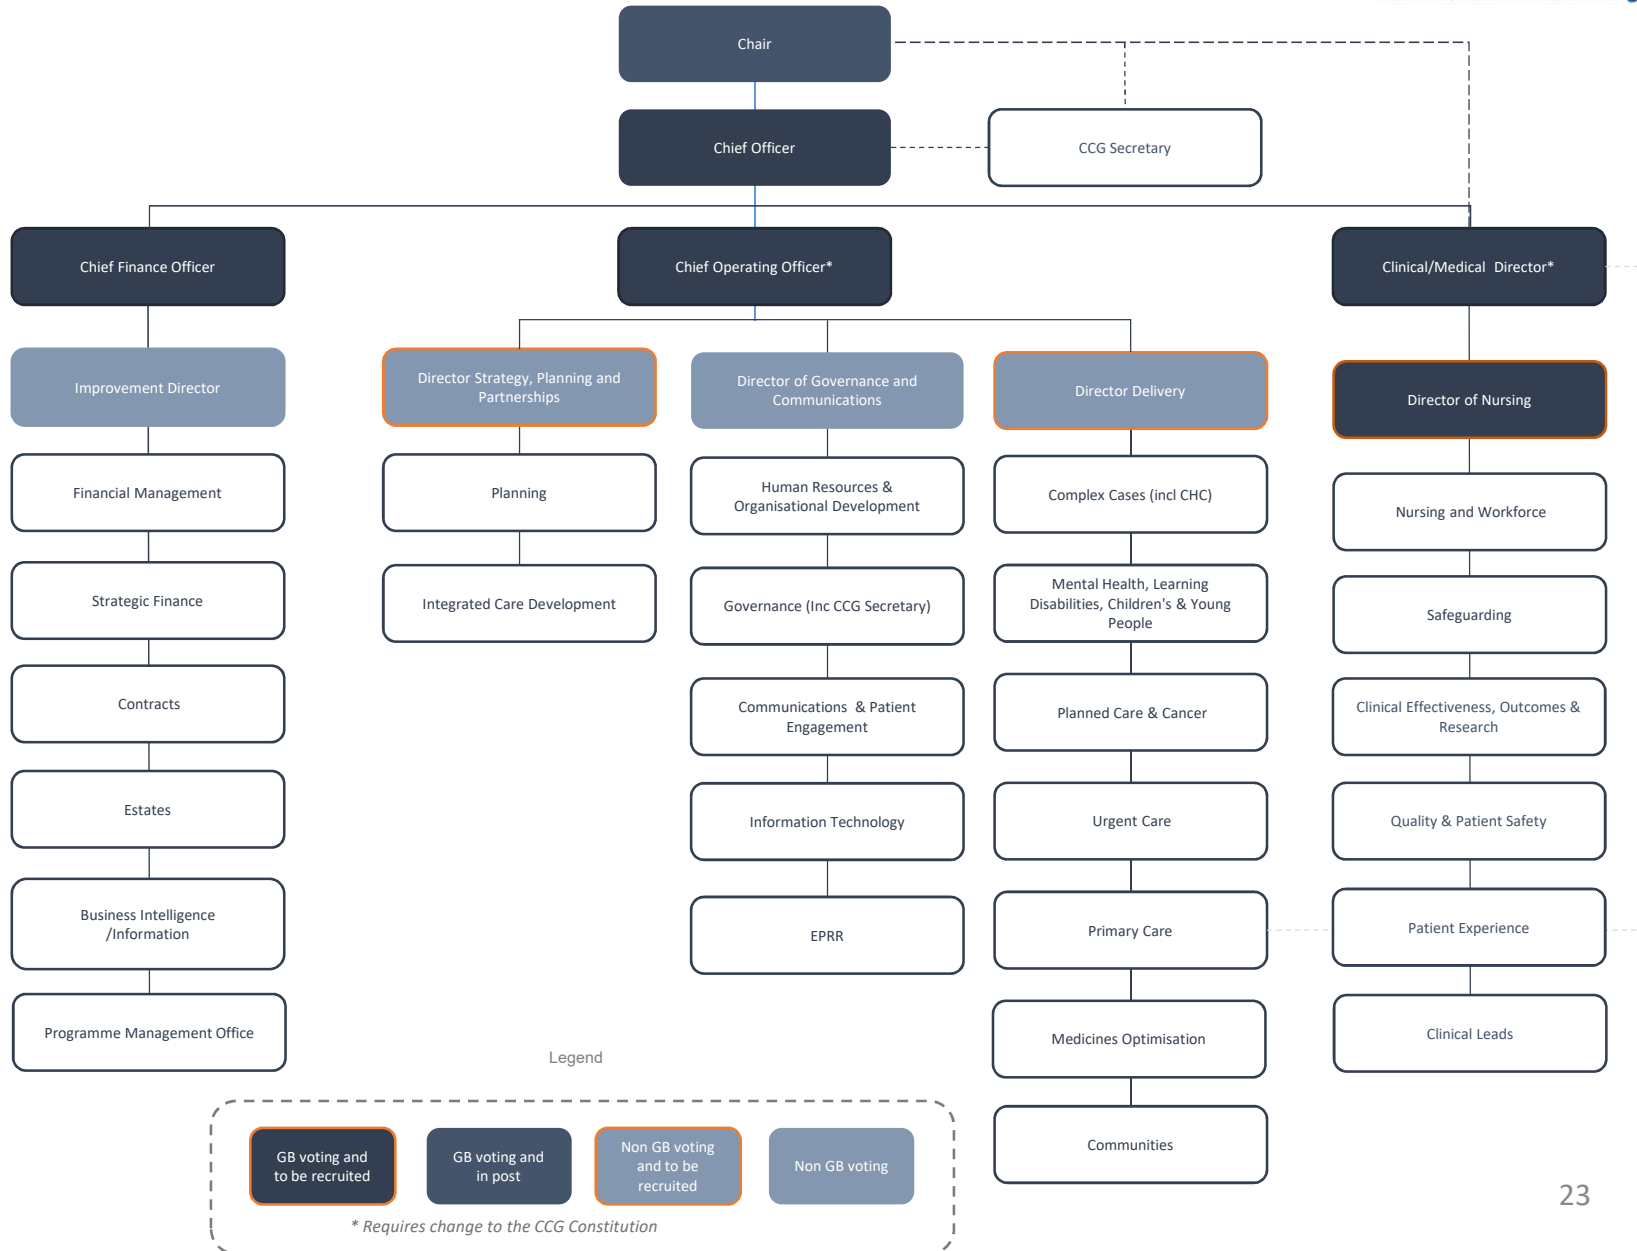 Chair
Chief Officer
CCG Secretary
Chief Finance Officer
Chief Operating Officer*
Clinical/Medical Director*
Improvement Director
Director Strategy, Planning and
Partnerships
Director of Governance and
Communications
Director Delivery
Director of Nursing
Financial Management
Strategic Finance
Contracts
Estates
Business Intelligence
/Information
Programme Management Office
Planning
Integrated Care Development
Human Resources &
Organisational Development
Governance (Inc CCG Secretary)
Communications & Patient
Engagement
Information Technology
EPRR
Complex Cases (incl CHC)
Mental Health, Learning
Disabilities, Children's & Young
People
Planned Care & Cancer
Urgent Care
Primary Care
Medicines Optimisation
Communities
Nursing and Workforce
Safeguarding
Clinical Effectiveness, Outcomes &
Research
Quality & Patient Safety
Patient Experience
Clinical Leads
Legend
GB voting and
to be recruited
GB voting and
in post
Non GB voting
and to be
recruited
Non GB voting
* Requires change to the CCG Constitution
23